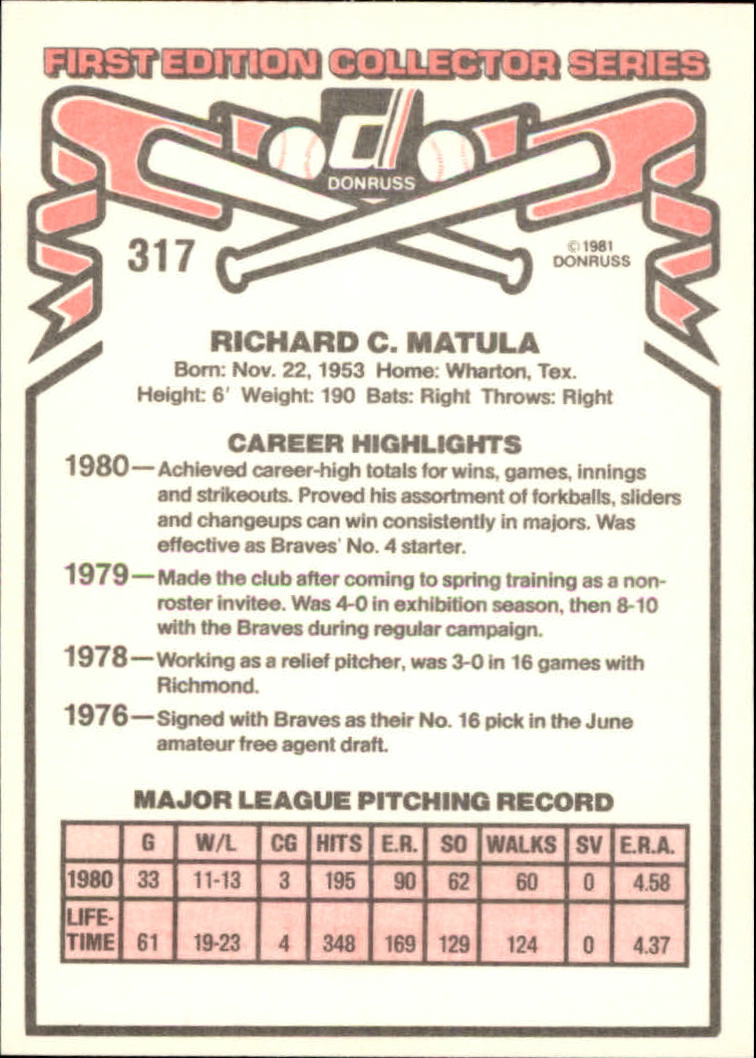 FIRST EDITION COLLECTOR SERIES
DONRUSS
317
© 1981
DONRUSS
RICHARD C. MATULA
Born: Nov. 22, 1953 Home: Wharton, Tex.
Height: 6' Weight: 190 Bats: Right Throws: Right
CAREER HIGHLIGHTS
1980—Achieved career-high totals for wins, games, innings
and strikeouts. Proved his assortment of forkballs, sliders
and changeups can win consistently in majors. Was
effective as Braves' No. 4 starter.
1979—Made the club after coming to spring training as a non-
roster invitee. Was 4-0 in exhibition season, then 8-10
with the Braves during regular campaign.
1978—Working as a relief pitcher, was 3-0 in 16 games with
Richmond.
1976—Signed with Braves as their No. 16 pick in the June
amateur free agent draft.
MAJOR LEAGUE PITCHING RECORD
G W/L CG HITS E.R. SO WALKS SV E.R.A.
1980 33 11-13 3 195 90 62 60 0 4.58
LIFE-
TIME 61 19-23 4 348 169 129 124 0 4.37